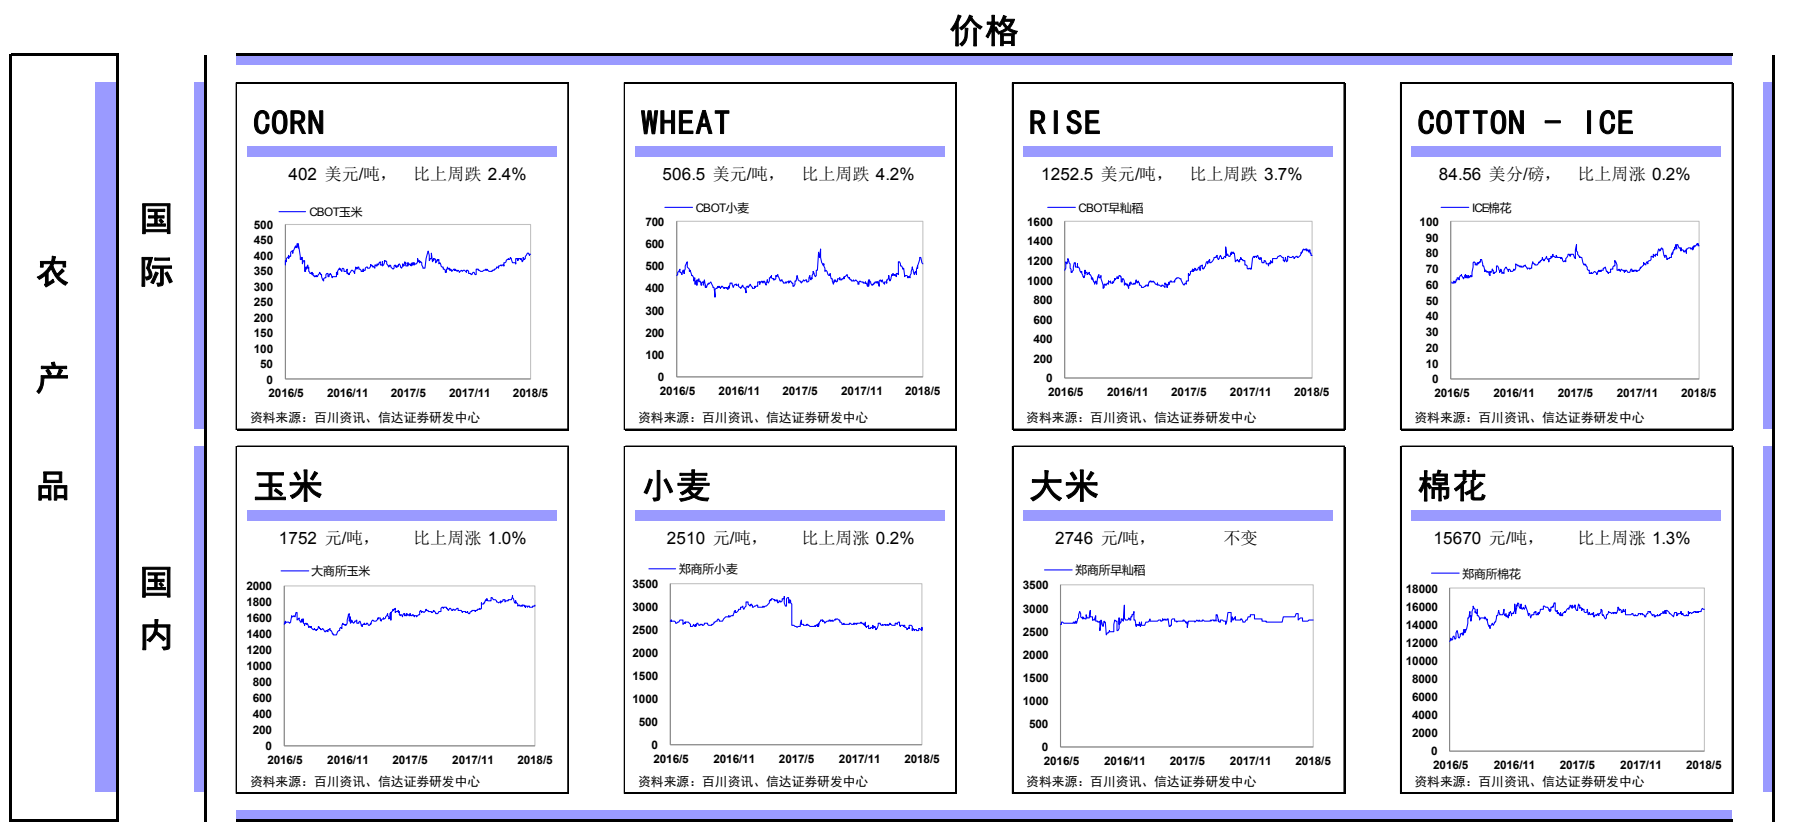 价格
农
产
品
国
际
国
内
CORN
402 美元/吨， 比上周跌 2.4%
CBOT玉米
500
450
400
350
300
250
200
150
100
50
0
2016/5 2016/11 2017/5 2017/11 2018/5
资料来源：百川资讯、信达证券研发中心
WHEAT
506.5 美元/吨， 比上周跌 4.2%
CBOT小麦
700
600
500
400
300
200
100
0
2016/5 2016/11 2017/5 2017/11 2018/5
资料来源：百川资讯、信达证券研发中心
RISE
1252.5 美元/吨， 比上周跌 3.7%
CBOT早籼稻
1600
1400
1200
1000
800
600
400
200
0
2016/5 2016/11 2017/5 2017/11 2018/5
资料来源：百川资讯、信达证券研发中心
COTTON - ICE
84.56 美分/磅， 比上周涨 0.2%
ICE棉花
100
90
80
70
60
50
40
30
20
10
0
2016/5 2016/11 2017/5 2017/11 2018/5
资料来源：百川资讯、信达证券研发中心
玉米
1752 元/吨， 比上周涨 1.0%
大商所玉米
2000
1800
1600
1400
1200
1000
800
600
400
200
0
2016/5 2016/11 2017/5 2017/11 2018/5
资料来源：百川资讯、信达证券研发中心
小麦
2510 元/吨， 比上周涨 0.2%
郑商所小麦
3500
3000
2500
2000
1500
1000
500
0
2016/5 2016/11 2017/5 2017/11 2018/5
资料来源：百川资讯、信达证券研发中心
大米
2746 元/吨， 不变
郑商所早籼稻
3500
3000
2500
2000
1500
1000
500
0
2016/5 2016/11 2017/5 2017/11 2018/5
资料来源：百川资讯、信达证券研发中心
棉花
15670 元/吨， 比上周涨 1.3%
郑商所棉花
18000
16000
14000
12000
10000
8000
6000
4000
2000
0
2016/5 2016/11 2017/5 2017/11 2018/5
资料来源：百川资讯、信达证券研发中心